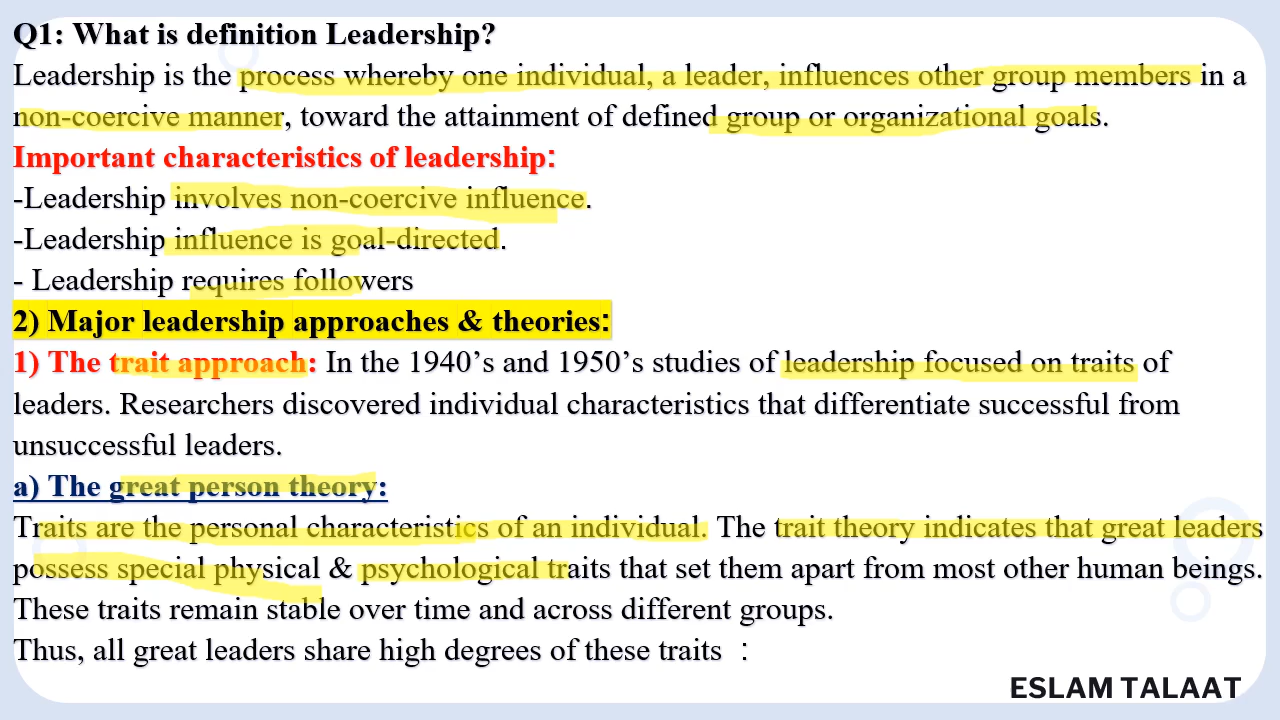 Q1: What is definition Leadership?
Leadership is the process whereby one individual, a leader, influences other group members in a
non-coercive manner, toward the attainment of defined group or organizational goals.
Important characteristics of leadership:
-Leadership involves non-coercive influence.
-Leadership influence is goal-directed.
- Leadership requires followers
2) Major leadership approaches & theories:
1) The trait approach: In the 1940’s and 1950’s studies of leadership focused on traits of
leaders. Researchers discovered individual characteristics that differentiate successful from
unsuccessful leaders.
a) The great person theory:
Traits are the personal characteristics of an individual. The trait theory indicates that great leaders
possess special physical & psychological traits that set them apart from most other human beings.
These traits remain stable over time and across different groups.
Thus, all great leaders share high degrees of these traits :
ESLAM TALAAT